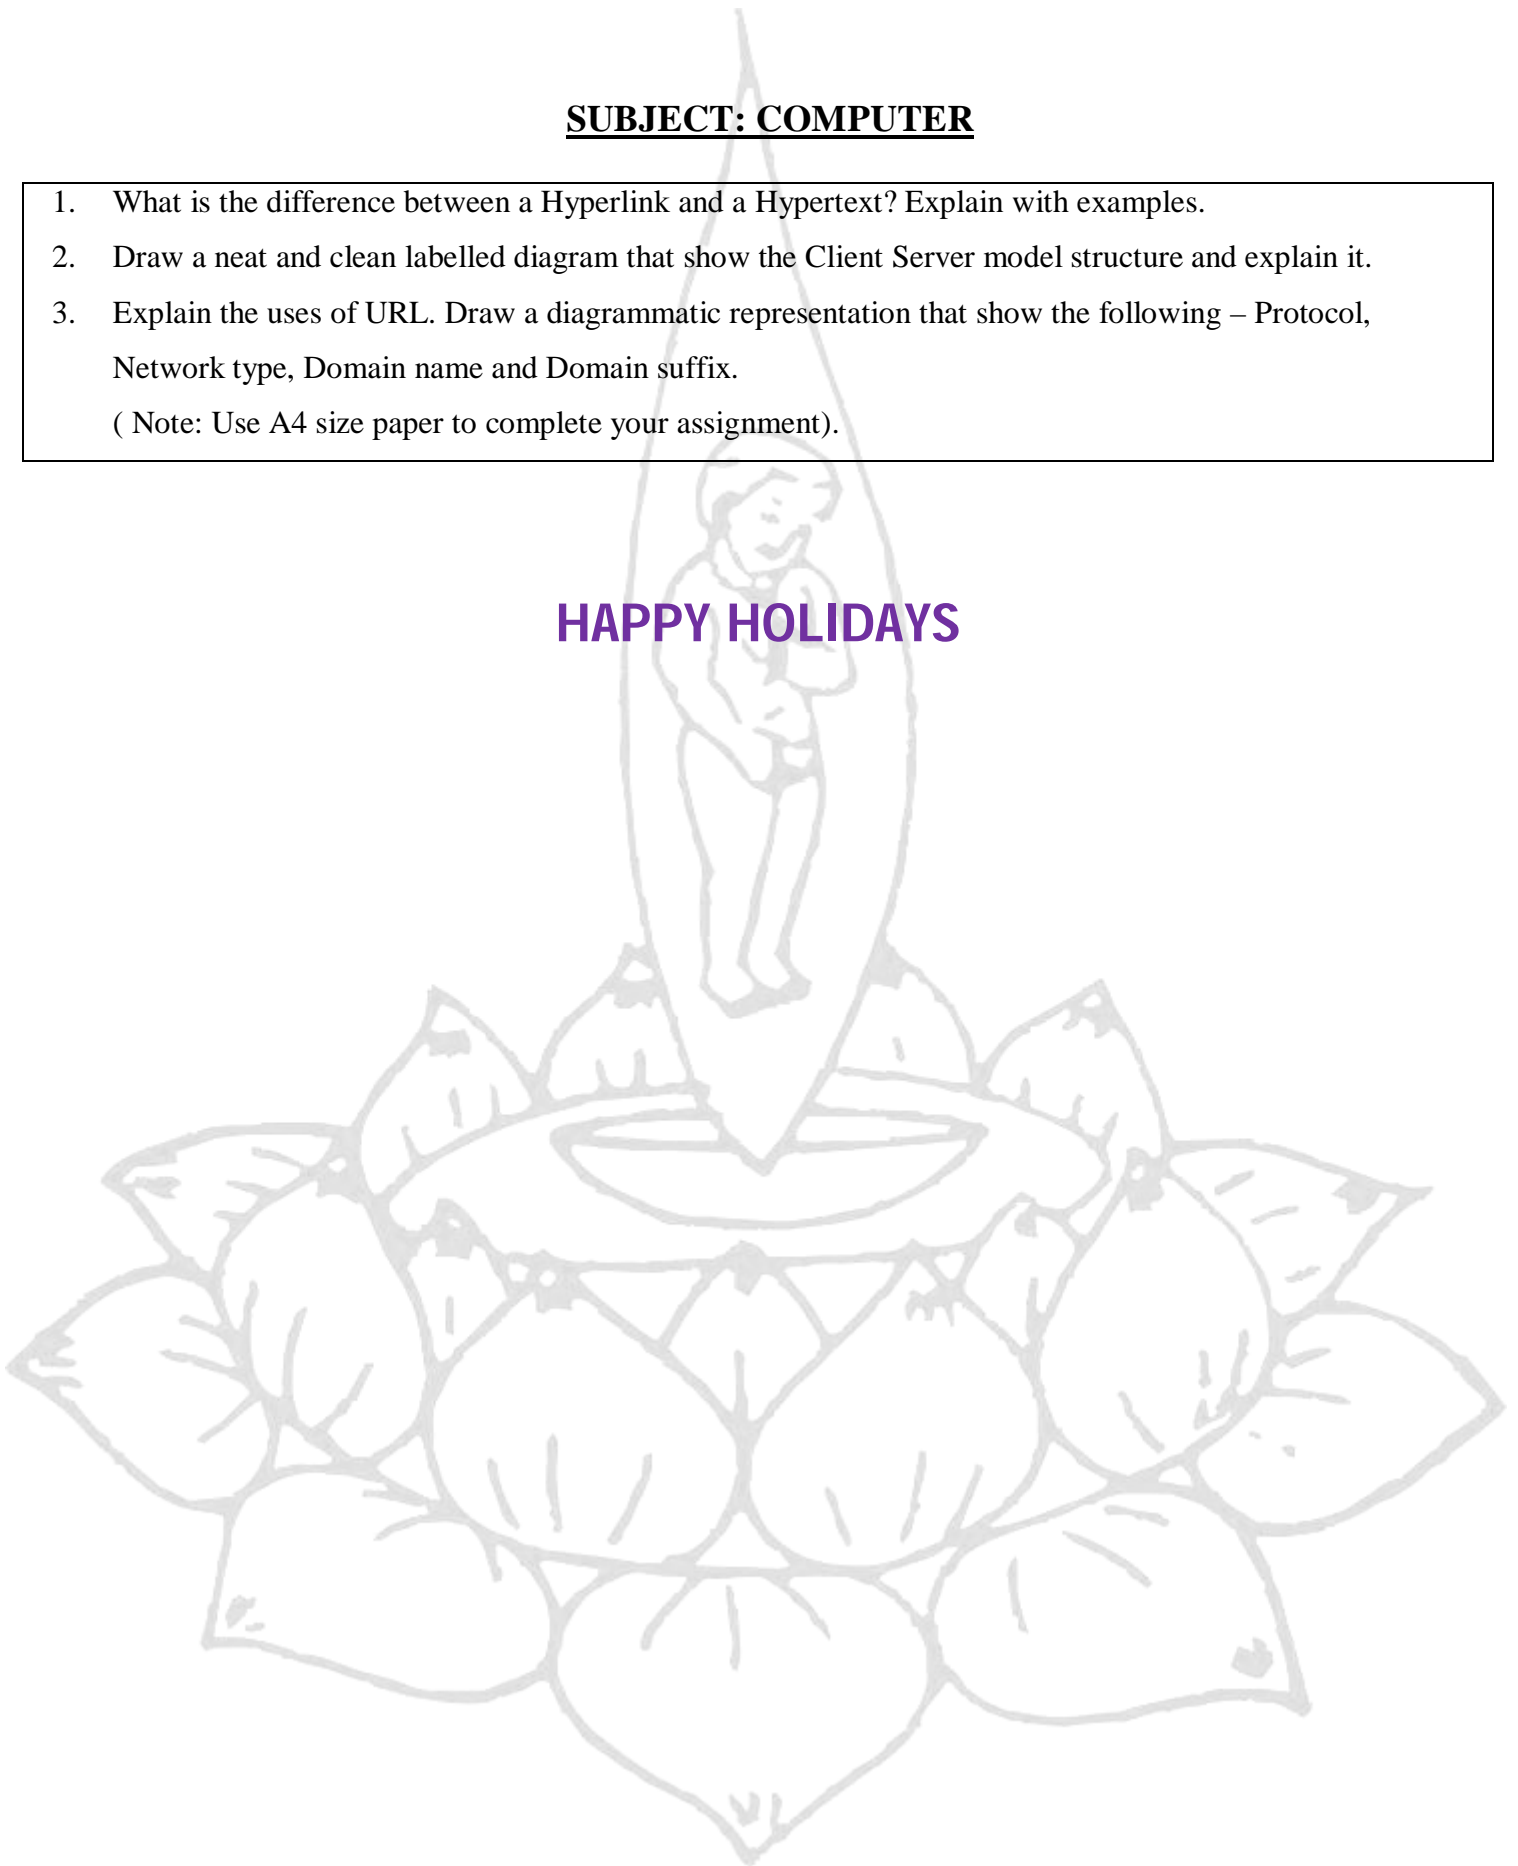 SUBJECT: COMPUTER
1. What is the difference between a Hyperlink and a Hypertext? Explain with examples.
2. Draw a neat and clean labelled diagram that show the Client Server model structure and explain it.
3. Explain the uses of URL. Draw a diagrammatic representation that show the following – Protocol,
Network type, Domain name and Domain suffix.
( Note: Use A4 size paper to complete your assignment).
HAPPY HOLIDAYS